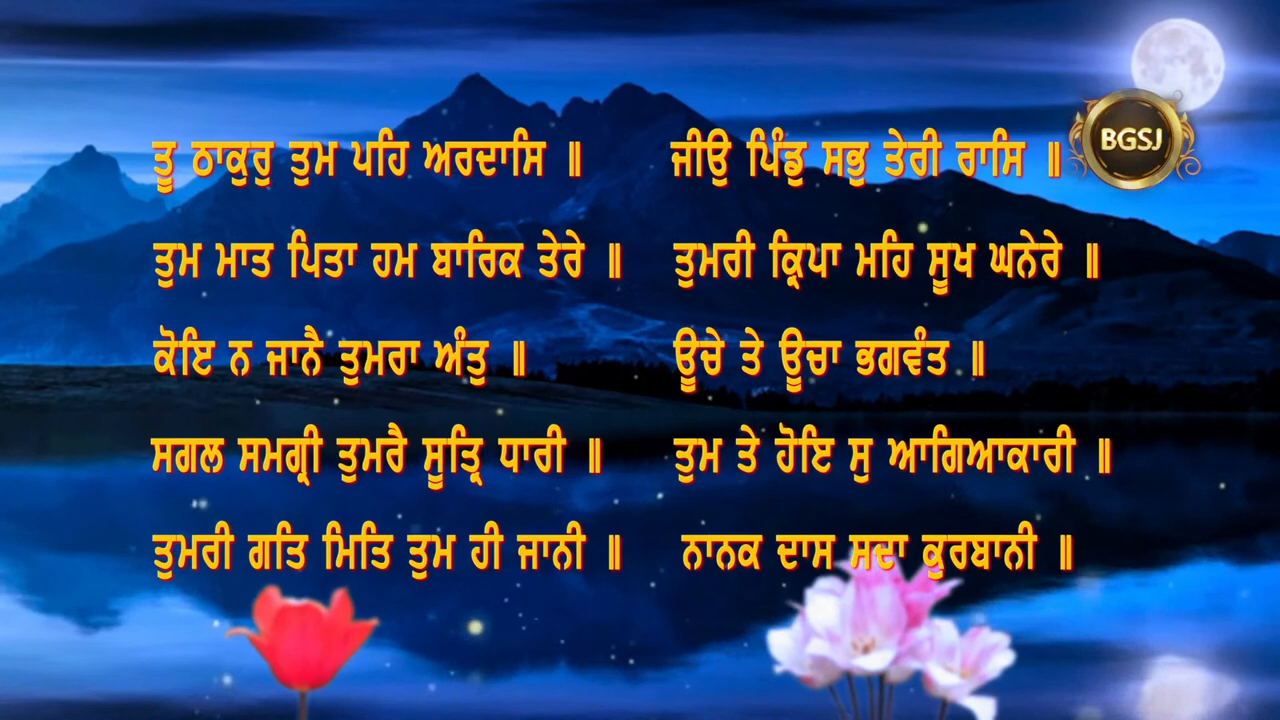 ਤੂ ਠਾਕੁਰੁ ਤੁਮ ਪਹਿ ਅਰਦਾਸਿ ॥ ਜੀਉ ਪਿੰਡੁ ਸਭੁ ਤੇਰੀ ਰਾਸਿ ॥
BGSJ
ਤੁਮ ਮਾਤ ਪਿਤਾ ਹਮ ਬਾਰਿਕ ਤੇਰੇ ॥ ਤੁਮਰੀ ਕ੍ਰਿਪਾ ਮਹਿ ਸੂਖ ਘਨੇਰੇ ॥
ਕੋਇ ਨ ਜਾਨੈ ਤੁਮਰਾ ਅੰਤੁ ॥ ਊਚੇ ਤੇ ਊਚਾ ਭਗਵੰਤ ॥
ਸਗਲ ਸਮਗ੍ਰੀ ਤੁਮਰੈ ਸੂਤ੍ਰਿ ਧਾਰੀ ॥ ਤੁਮ ਤੇ ਹੋਇ ਸੁ ਆਗਿਆਕਾਰੀ ॥
ਤੁਮਰੀ ਗਤਿ ਮਿਤਿ ਤੁਮ ਹੀ ਜਾਨੀ ॥ ਨਾਨਕ ਦਾਸ ਸਦਾ ਕੁਰਬਾਨੀ ॥